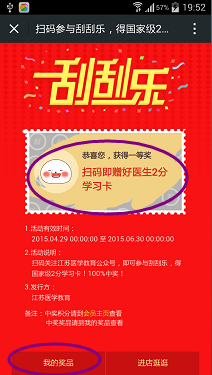 57% 19:52
扫码参与刮刮乐，得国家级2...
一刮刮乐
恭喜您，获得一等奖
扫码即赠好医生2分
学习卡
1.活动有效时间：
2015.04.29 00:00:00 至 2015.06.30 00:00:00
2.活动说明：
扫码关注江苏医学教育公众号，即可参与刮刮乐，得
国家级2分学习卡！100%中奖！
3.发行方：
江苏医学教育
备注：中奖积分请到会员主页查看
中奖奖品请到我的奖品查看
我的奖品
进店逛逛